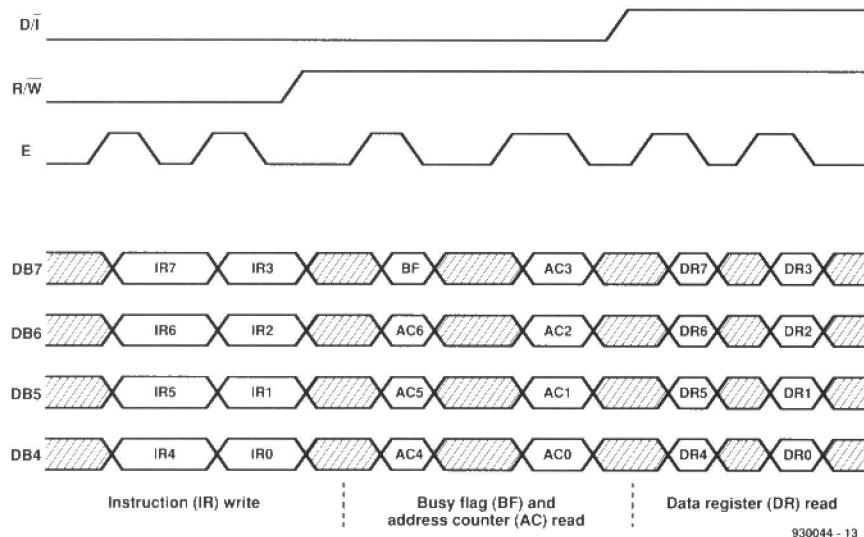 D/I̅
R/W̅
E
DB7 IR7 IR3 BF AC3 DR7 DR3
DB6 IR6 IR2 AC6 AC2 DR6 DR2
DB5 IR5 IR1 AC5 AC1 DR5 DR1
DB4 IR4 IR0 AC4 AC0 DR4 DR0
Instruction (IR) write
Busy flag (BF) and
address counter (AC) read
Data register (DR) read
930044 - 13